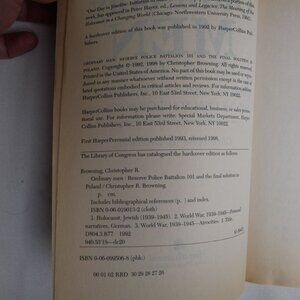 "One Day in Józefów: Initiation to
work, but appeared in Peter Hayes, ed., Lessons and Legacies: The Meaning of the
Holocaust in a Changing World (Chicago: Northwestern University Press, 1991).
A hardcover edition of this book was published in 1992 by HarperCollins Pub-
lishers.
ORDINARY MEN: RESERVE POLICE BATTALION 101 AND THE FINAL SOLUTION IN
POLAND. Copyright © 1992, 1998 by Christopher Browning. All rights reserved.
Printed in the United States of America. No part of this book may be used or repro-
duced in any manner whatsoever without written permission except in the case of
brief quotations embodied in critical articles and reviews. For information address
HarperCollins Publishers, Inc., 10 East 53rd Street, New York, NY 10022.
HarperCollins books may be purchased for educational, business, or sales promo-
tional use. For information please write: Special Markets Department, Harper-
Collins Publishers, Inc., 10 East 53rd Street, New York, NY 10022.
First HarperPerennial edition published 1993, reissued 1998.
The Library of Congress has catalogued the hardcover edition as follows:
Browning, Christopher R.
Ordinary men : Reserve Police Battalion 101 and the final solution in
Poland / Christopher R. Browning.
p. cm.
Includes bibliographical references (p. ) and index.
ISBN 0-06-019013-2 (cloth)
1. Holocaust, Jewish (1939–1945). 2. World War, 1939–1945—Personal
narratives, German. 3. World War, 1939–1945—Atrocities. I. Title.
D804.3.B77 1992
940.53'18—dc20
ISBN 0-06-099506-8 (pbk.)
00 01 02 RRD 30 29 28 27 26